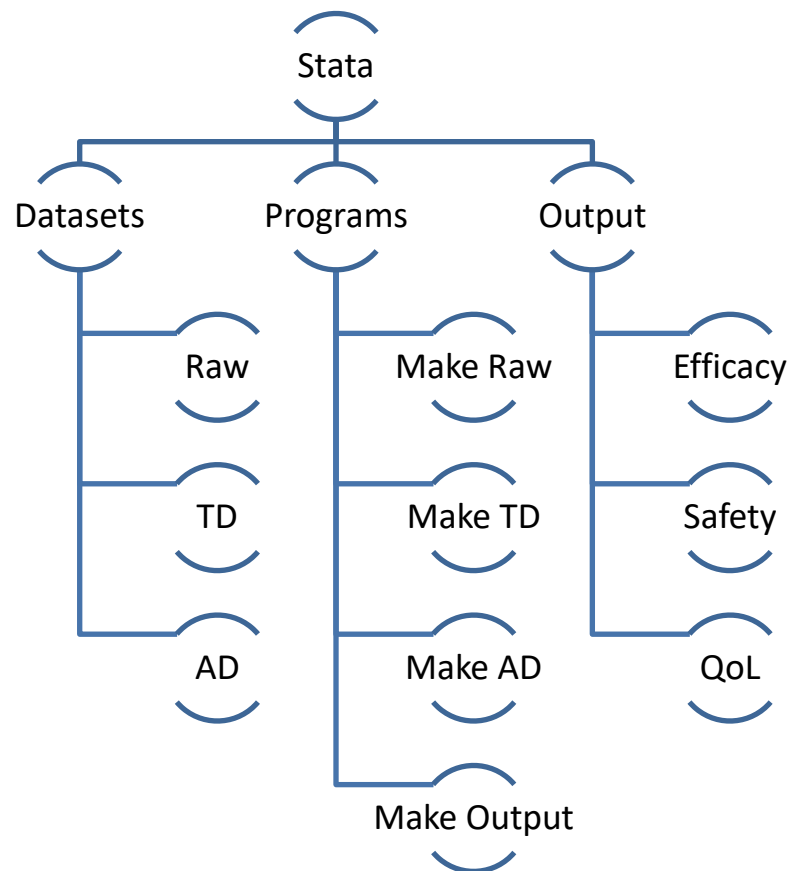 Stata
Datasets
Programs
Output
Raw
Make Raw
Efficacy
TD
Make TD
Safety
AD
Make AD
QoL
Make Output